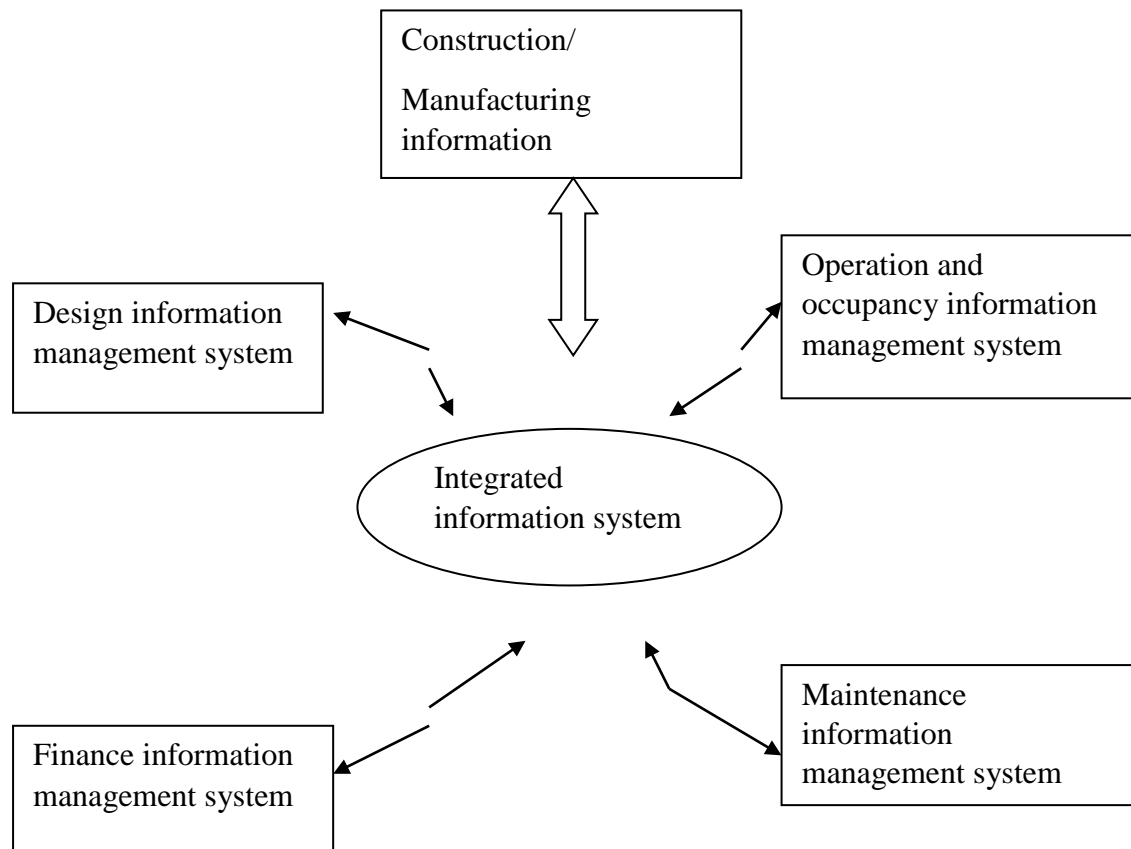 Construction/
Manufacturing
information
Operation and
occupancy information
management system
Design information
management system
Integrated
information system
Maintenance
information
management system
Finance information
management system